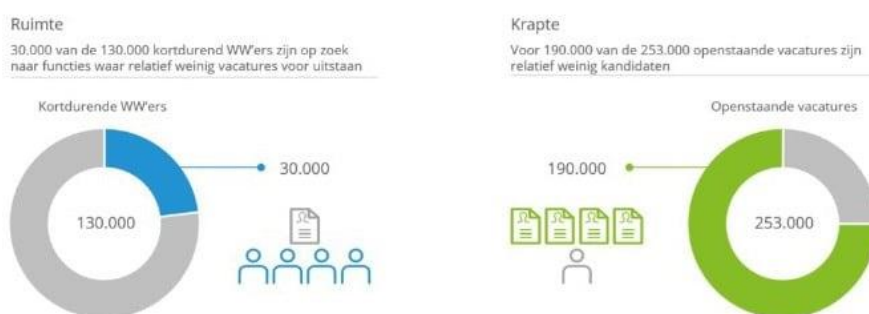 Ruimte
30.000 van de 130.000 kortdurend WW'ers zijn op zoek
naar functies waar relatief weinig vacatures voor uitstaan
Kortdurende WW'ers
30.000
130.000
Krapte
Voor 190.000 van de 253.000 openstaande vacatures zijn
relatief weinig kandidaten
Openstaande vacatures
190.000
253.000